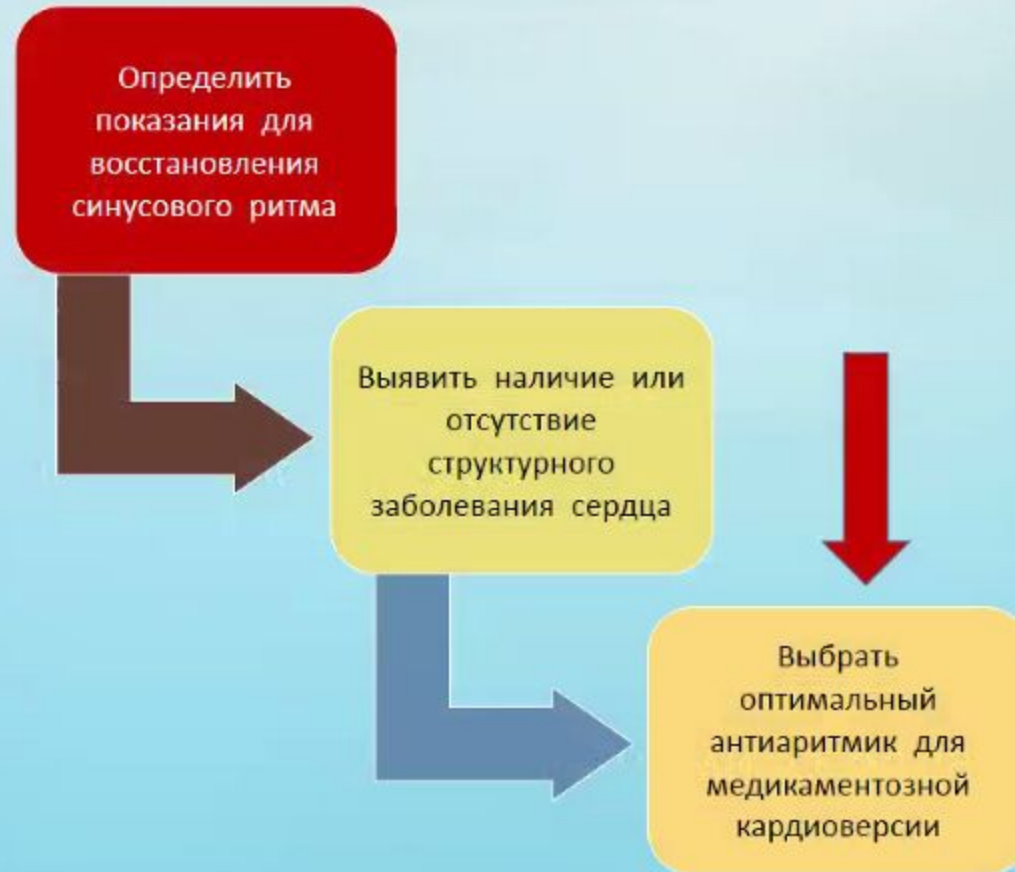 Определить
показания для
восстановления
синусового ритма
Выявить наличие или
отсутствие
структурного
заболевания сердца
Выбрать
оптимальный
антиаритмик для
медикаментозной
кардиоверсии